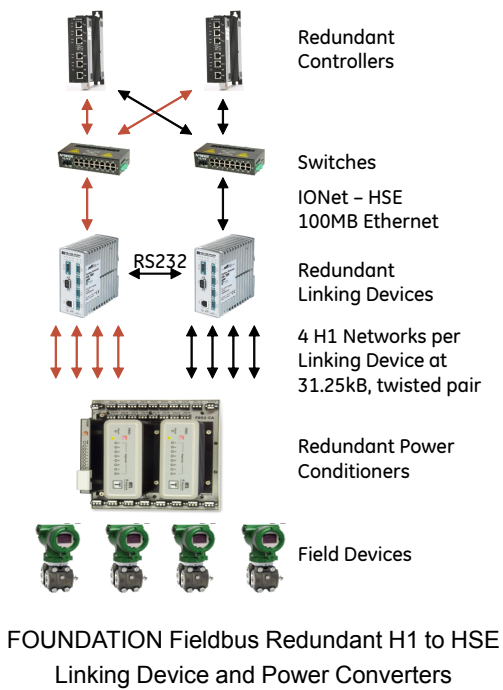 Redundant
Controllers
Switches
IONet – HSE
100MB Ethernet
RS232
Redundant
Linking Devices
4 H1 Networks per
Linking Device at
31.25kB, twisted pair
Redundant Power
Conditioners
Field Devices
FOUNDATION Fieldbus Redundant H1 to HSE
Linking Device and Power Converters